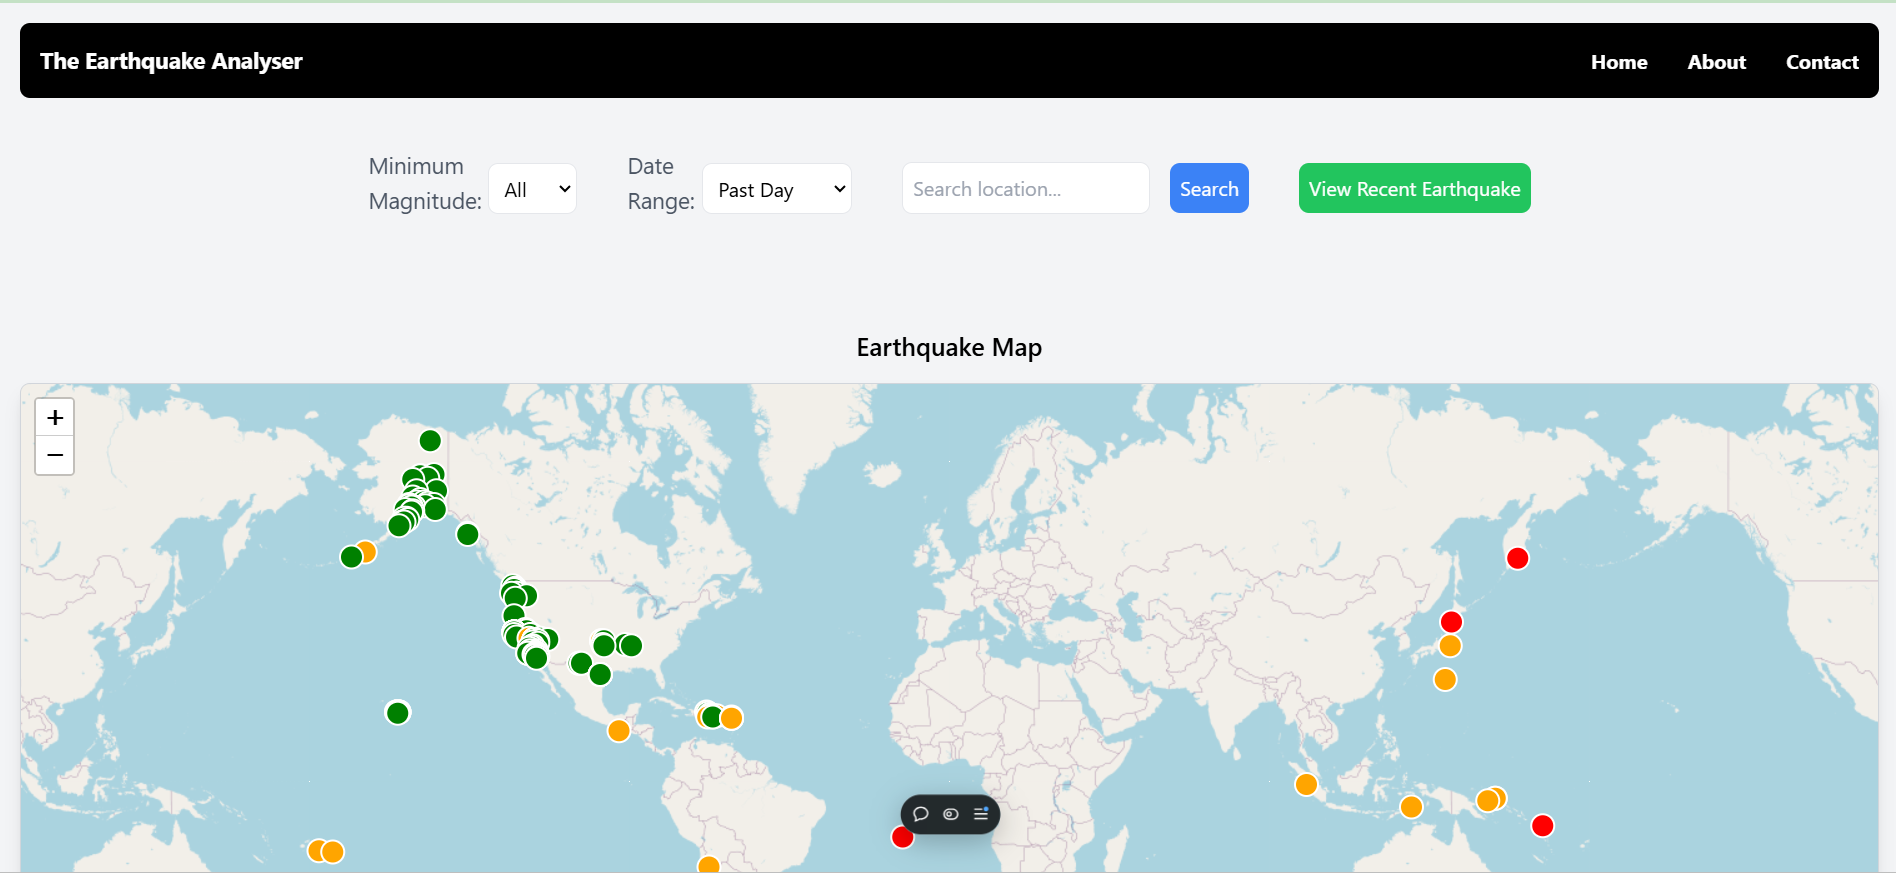 The Earthquake Analyser
Home
About
Contact
Minimum
Magnitude:
All
Date
Range:
Past Day
Search location...
Search
View Recent Earthquake
Earthquake Map
+
−